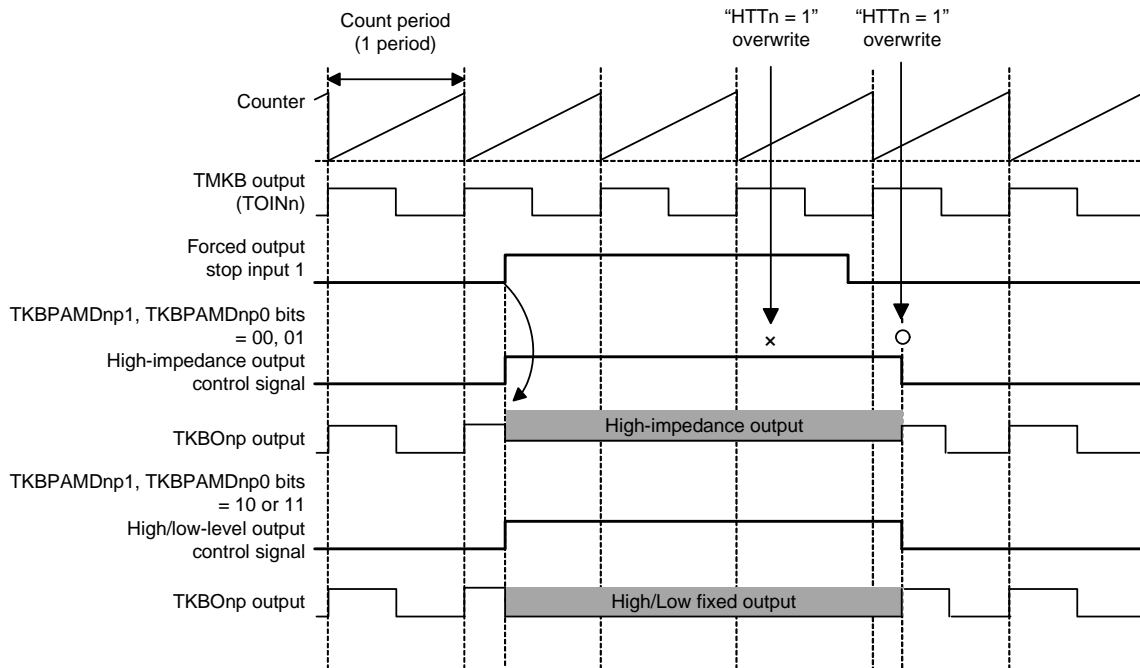 Count period
(1 period)
“HTTn = 1”
overwrite
“HTTn = 1”
overwrite
Counter
TMKB output
(TOINn)
Forced output
stop input 1
TKBPAMDnp1, TKBPAMDnp0 bits
= 00, 01
High-impedance output
control signal
×
TKBOnp output
High-impedance output
TKBPAMDnp1, TKBPAMDnp0 bits
= 10 or 11
High/low-level output
control signal
TKBOnp output
High/Low fixed output